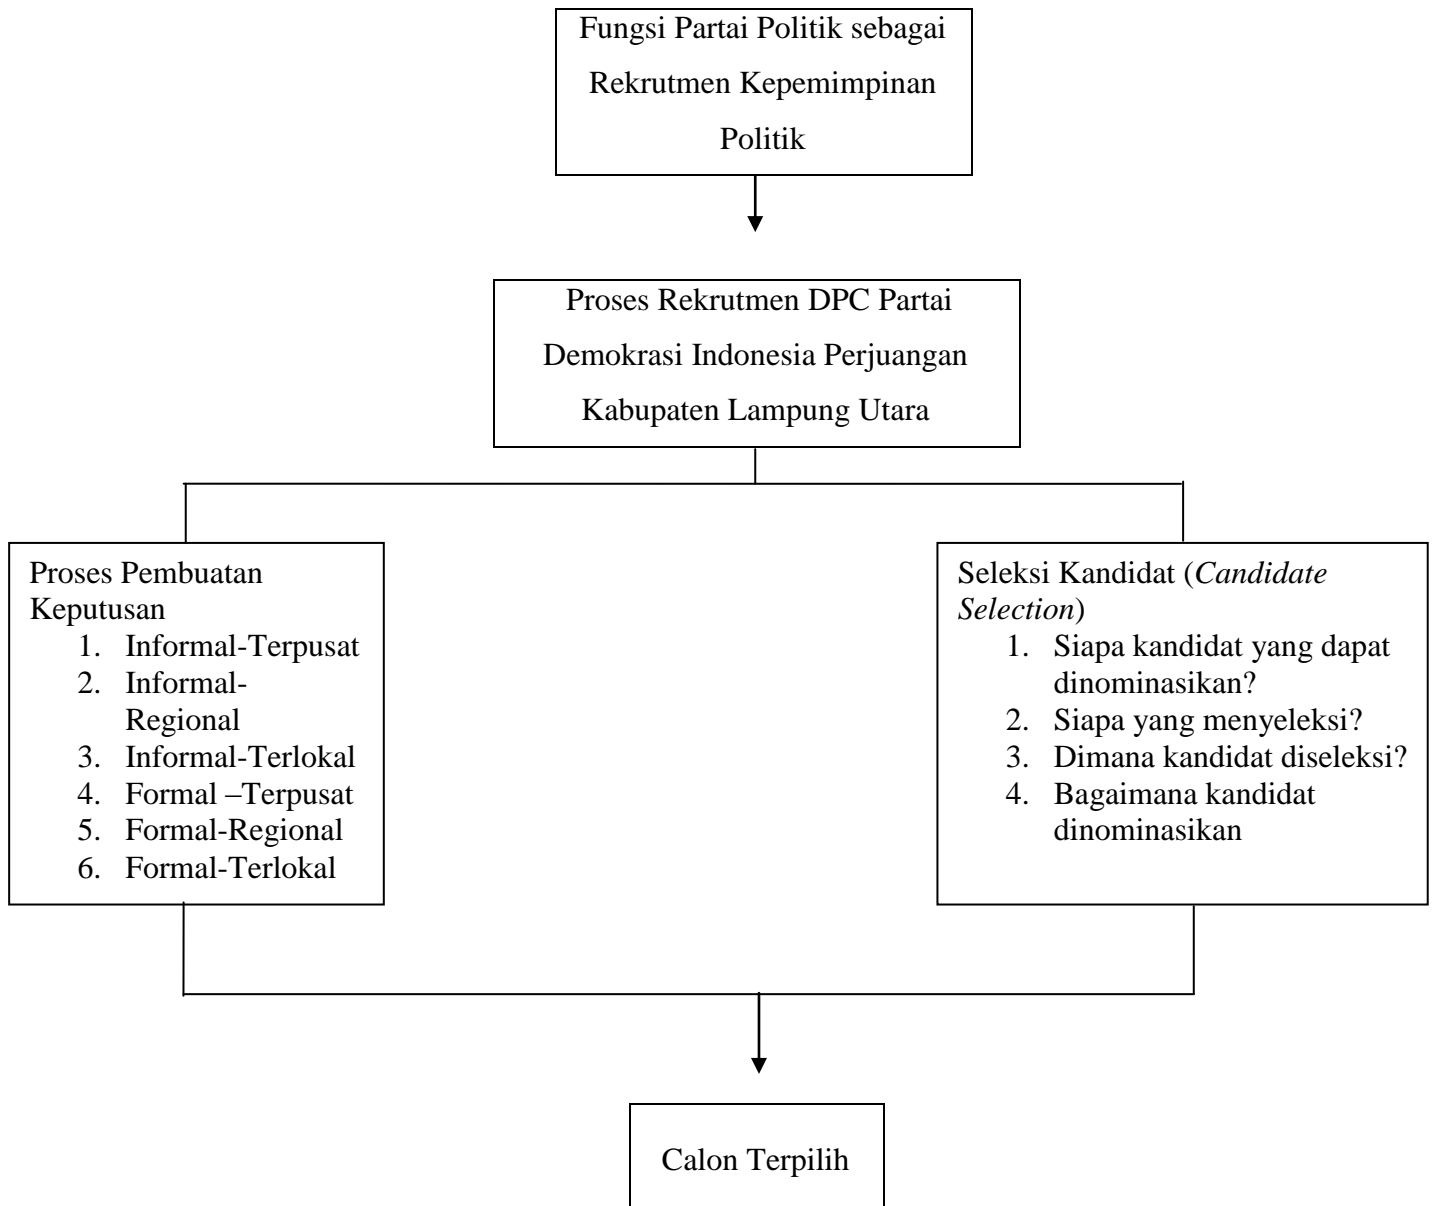 Fungsi Partai Politik sebagai
Rekrutmen Kepemimpinan
Politik
Proses Rekrutmen DPC Partai
Demokrasi Indonesia Perjuangan
Kabupaten Lampung Utara
Proses Pembuatan
Keputusan
1. Informal-Terpusat
2. Informal-
Regional
3. Informal-Terlokal
4. Formal –Terpusat
5. Formal-Regional
6. Formal-Terlokal
Seleksi Kandidat (Candidate
Selection)
1. Siapa kandidat yang dapat
dinominasikan?
2. Siapa yang menyeleksi?
3. Dimana kandidat diseleksi?
4. Bagaimana kandidat
dinominasikan
Calon Terpilih